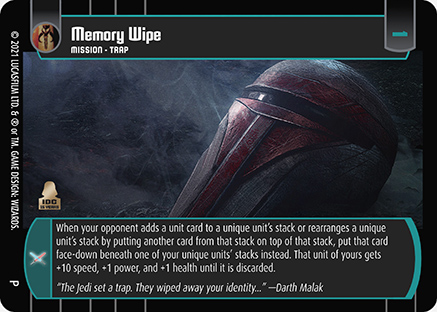 Memory Wipe
MISSION • TRAP
1
© 2021 LUCASFILM LTD. & ® or TM. GAME DESIGN: WIZARDS.
P
IDC
When your opponent adds a unit card to a unique unit's stack or rearranges a unique
unit's stack by putting another card from that stack on top of that stack, put that card
face-down beneath one of your unique units' stacks instead. That unit of yours gets
+10 speed, +1 power, and +1 health until it is discarded.
“The Jedi set a trap. They wiped away your identity...” —Darth Malak